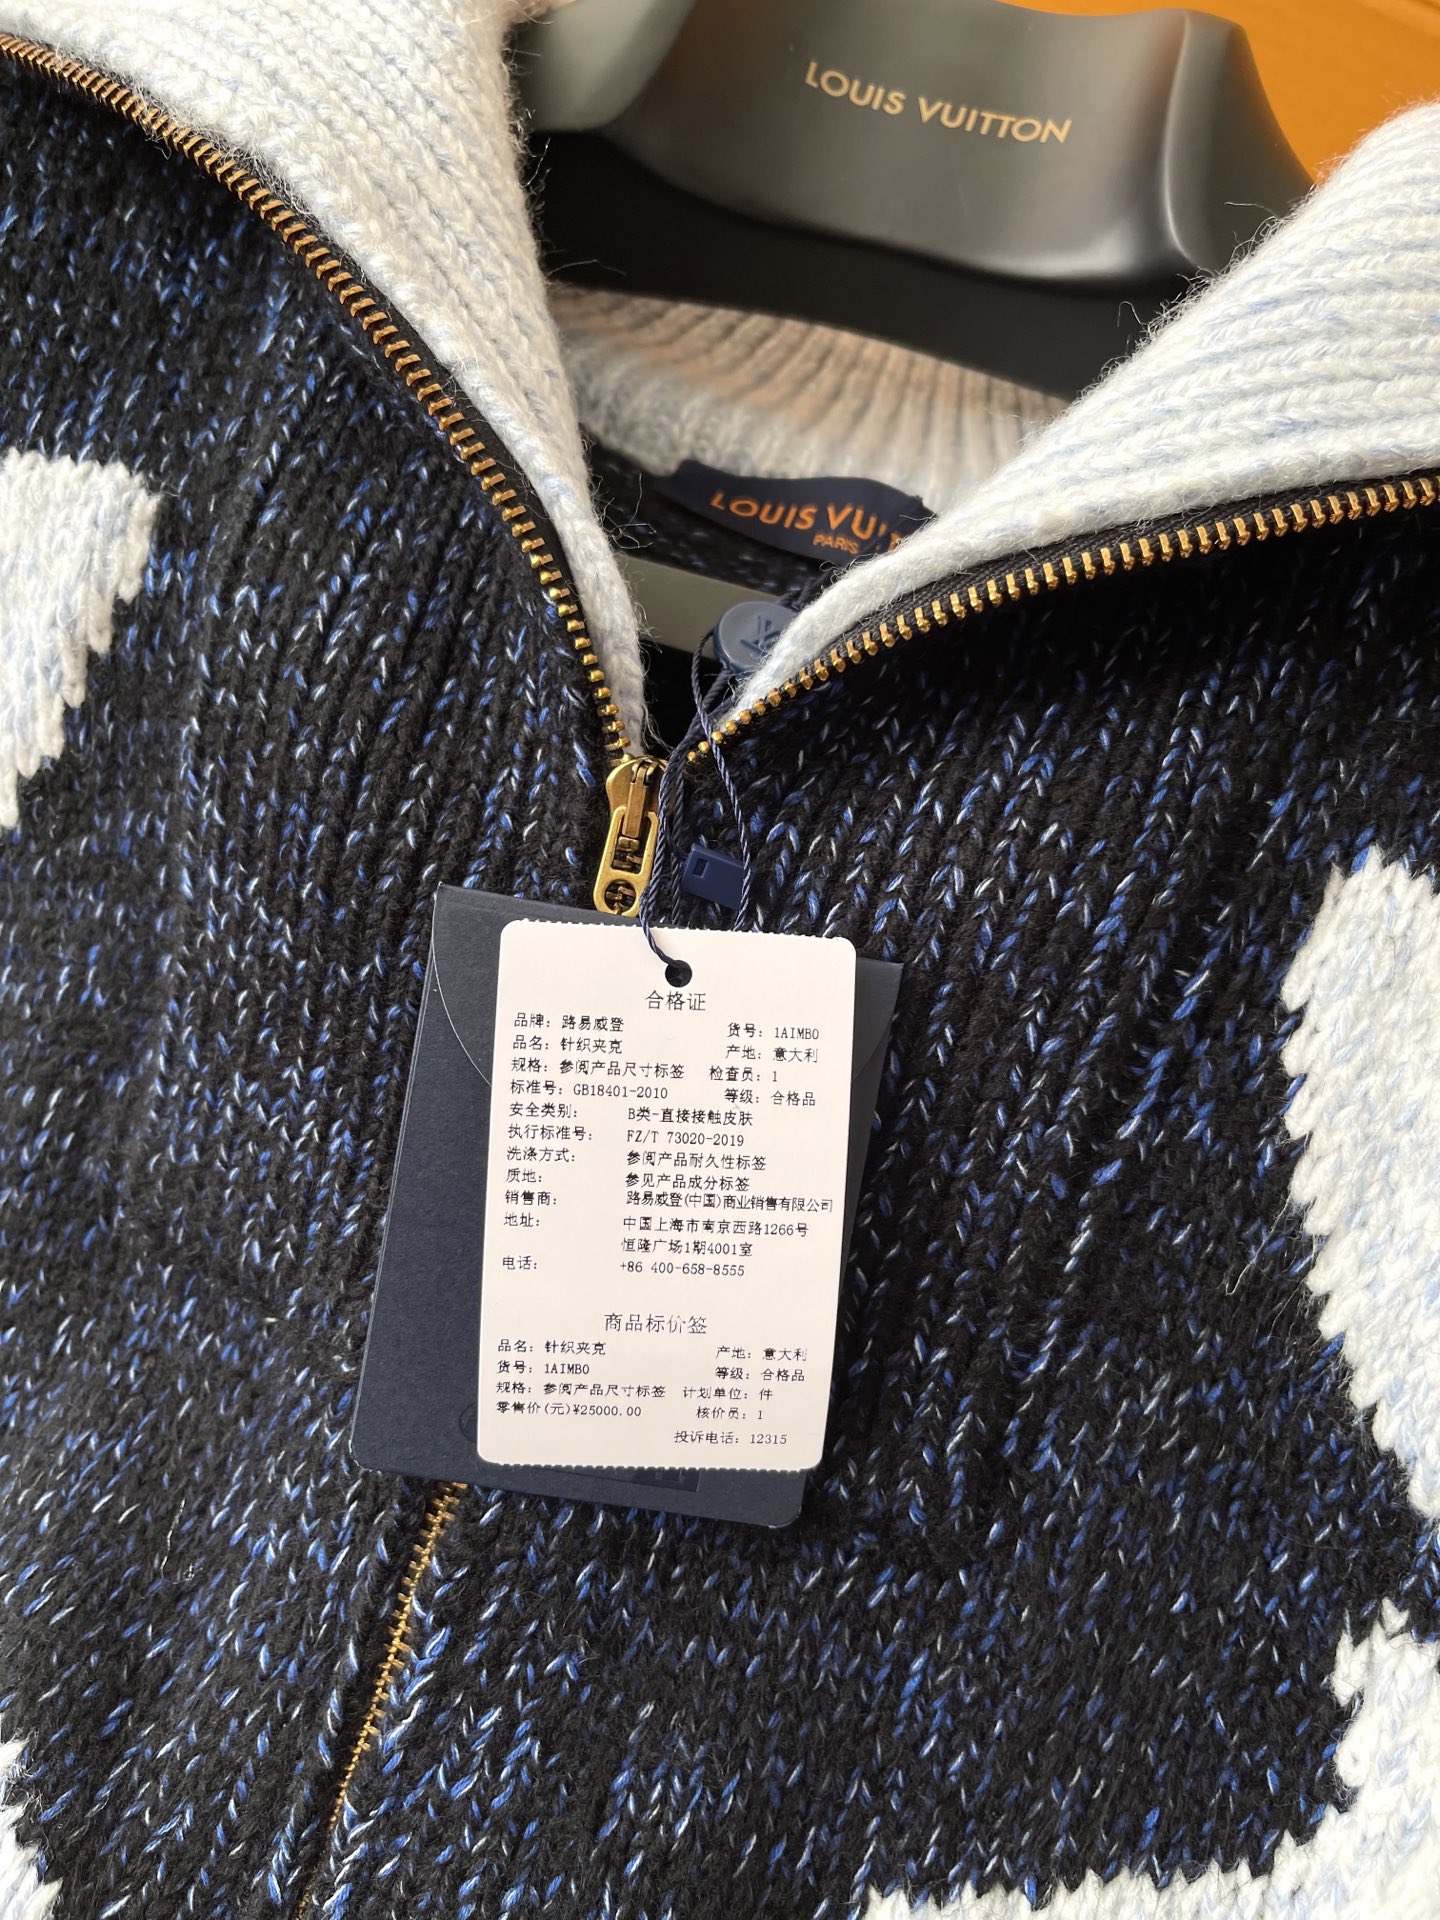 LOUIS VUITTON
LOUIS VU
PARIS
合格证
品牌：路易威登 货号：1AIMB0
品名：针织夹克 产地：意大利
规格：参阅产品尺寸标签 检查员：1
标准号：GB18401-2010 等级：合格品
安全类别： B类-直接接触皮肤
执行标准号： FZ/T 73020-2019
洗涤方式： 参阅产品耐久性标签
质地： 参见产品成分标签
销售商： 路易威登(中国)商业销售有限公司
地址： 中国上海市南京西路1266号
恒隆广场1期4001室
电话： +86 400-658-8555
商品标价签
品名：针织夹克 产地：意大利
货号：1AIMB0 等级：合格品
规格：参阅产品尺寸标签 计划单位：件
零售价(元)¥25000.00 核价员：1
投诉电话：12315